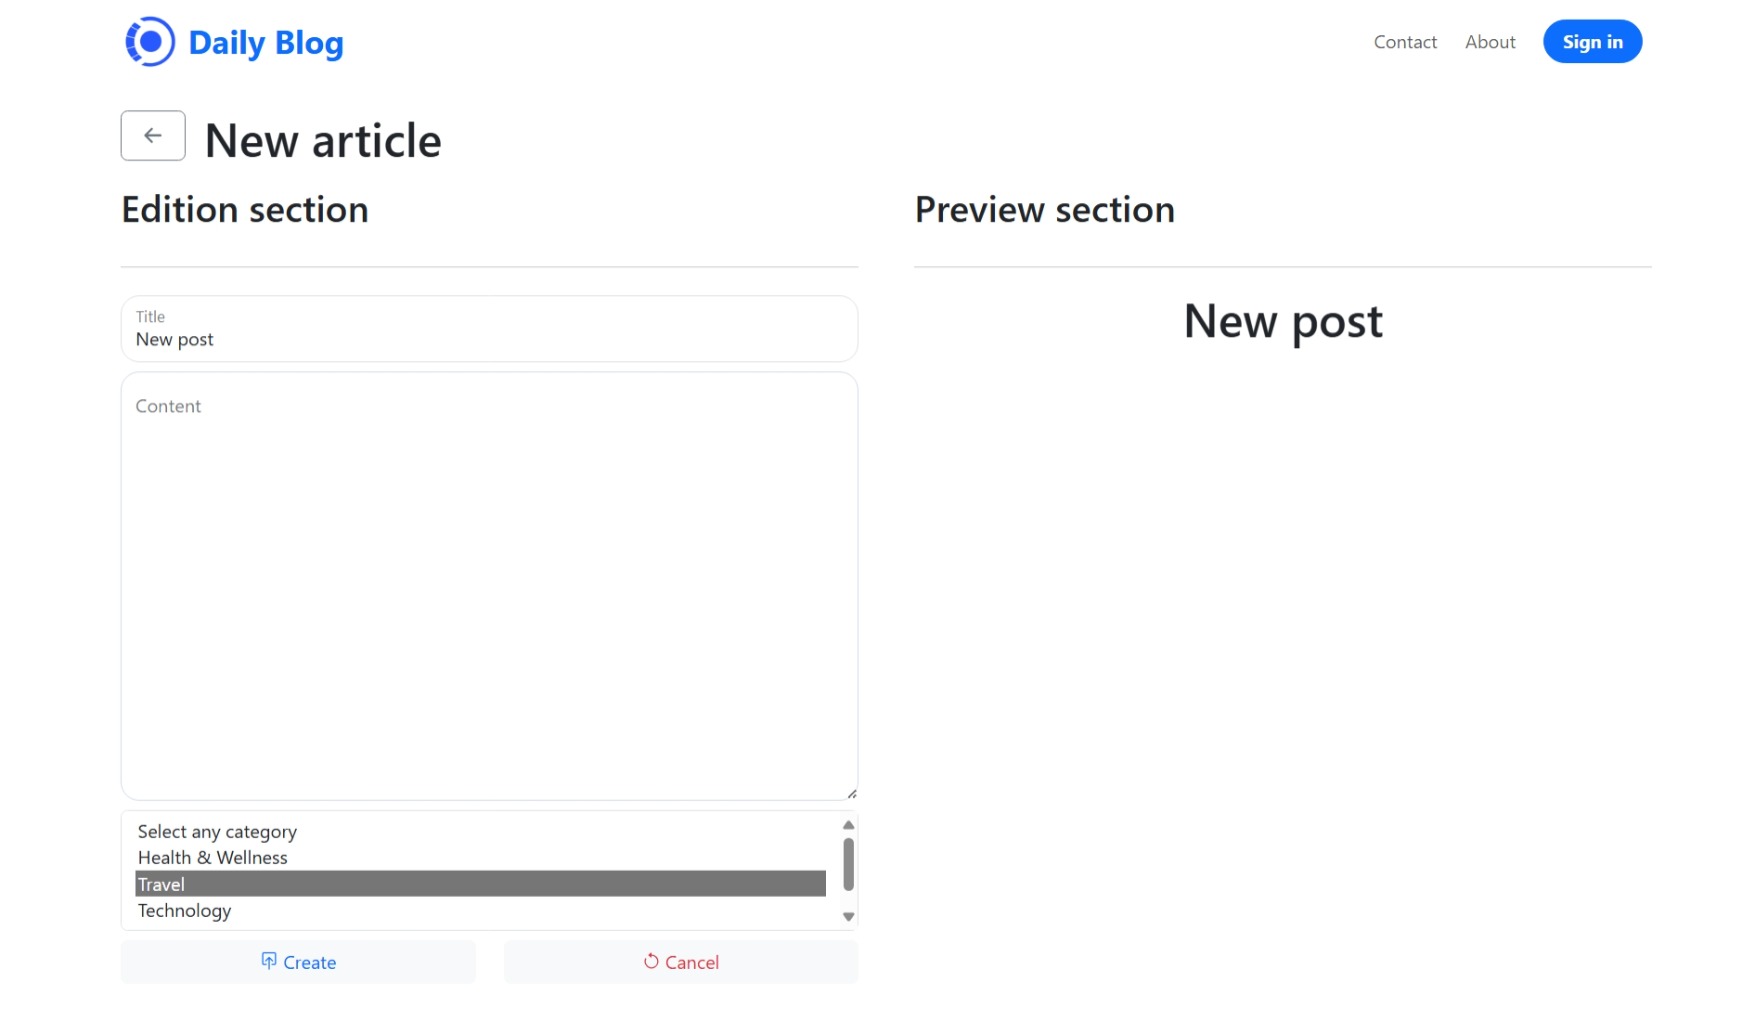 Daily Blog
Contact
About
Sign in
New article
Edition section
Preview section
Title
New post
New post
Content
Select any category
Health & Wellness
Travel
Technology
Create
Cancel